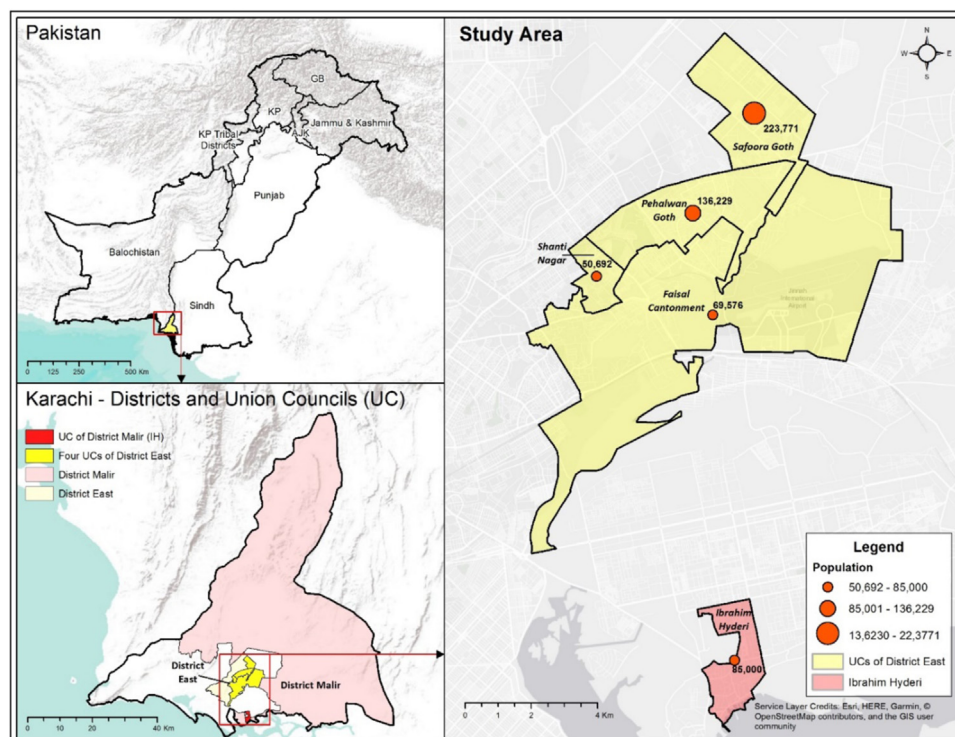 Pakistan
GB
KP
Jammu & Kashmir
AJK
KP Tribal
Districts
Punjab
Balochistan
Sindh
0 125 250 500 Km
Karachi - Districts and Union Councils (UC)
UC of District Malir (IH)
Four UCs of District East
District Malir
District East
District
East
District Malir
0 10 20 40 Km
Study Area
N
W E
S
223,771
Safoora Goth
Pehalwan
Goth
136,229
Shanti
Nagar
50,692
Faisal
Cantonment
69,576
Jinnah
International
Airport
Ibrahim
Hyderi
85,000
0 1 2 4 Km
Legend
Population
50,692 - 85,000
85,001 - 136,229
13,6230 - 22,3771
UCs of District East
Ibrahim Hyderi
Service Layer Credits: Esri, HERE, Garmin, ©
OpenStreetMap contributors, and the GIS user
community